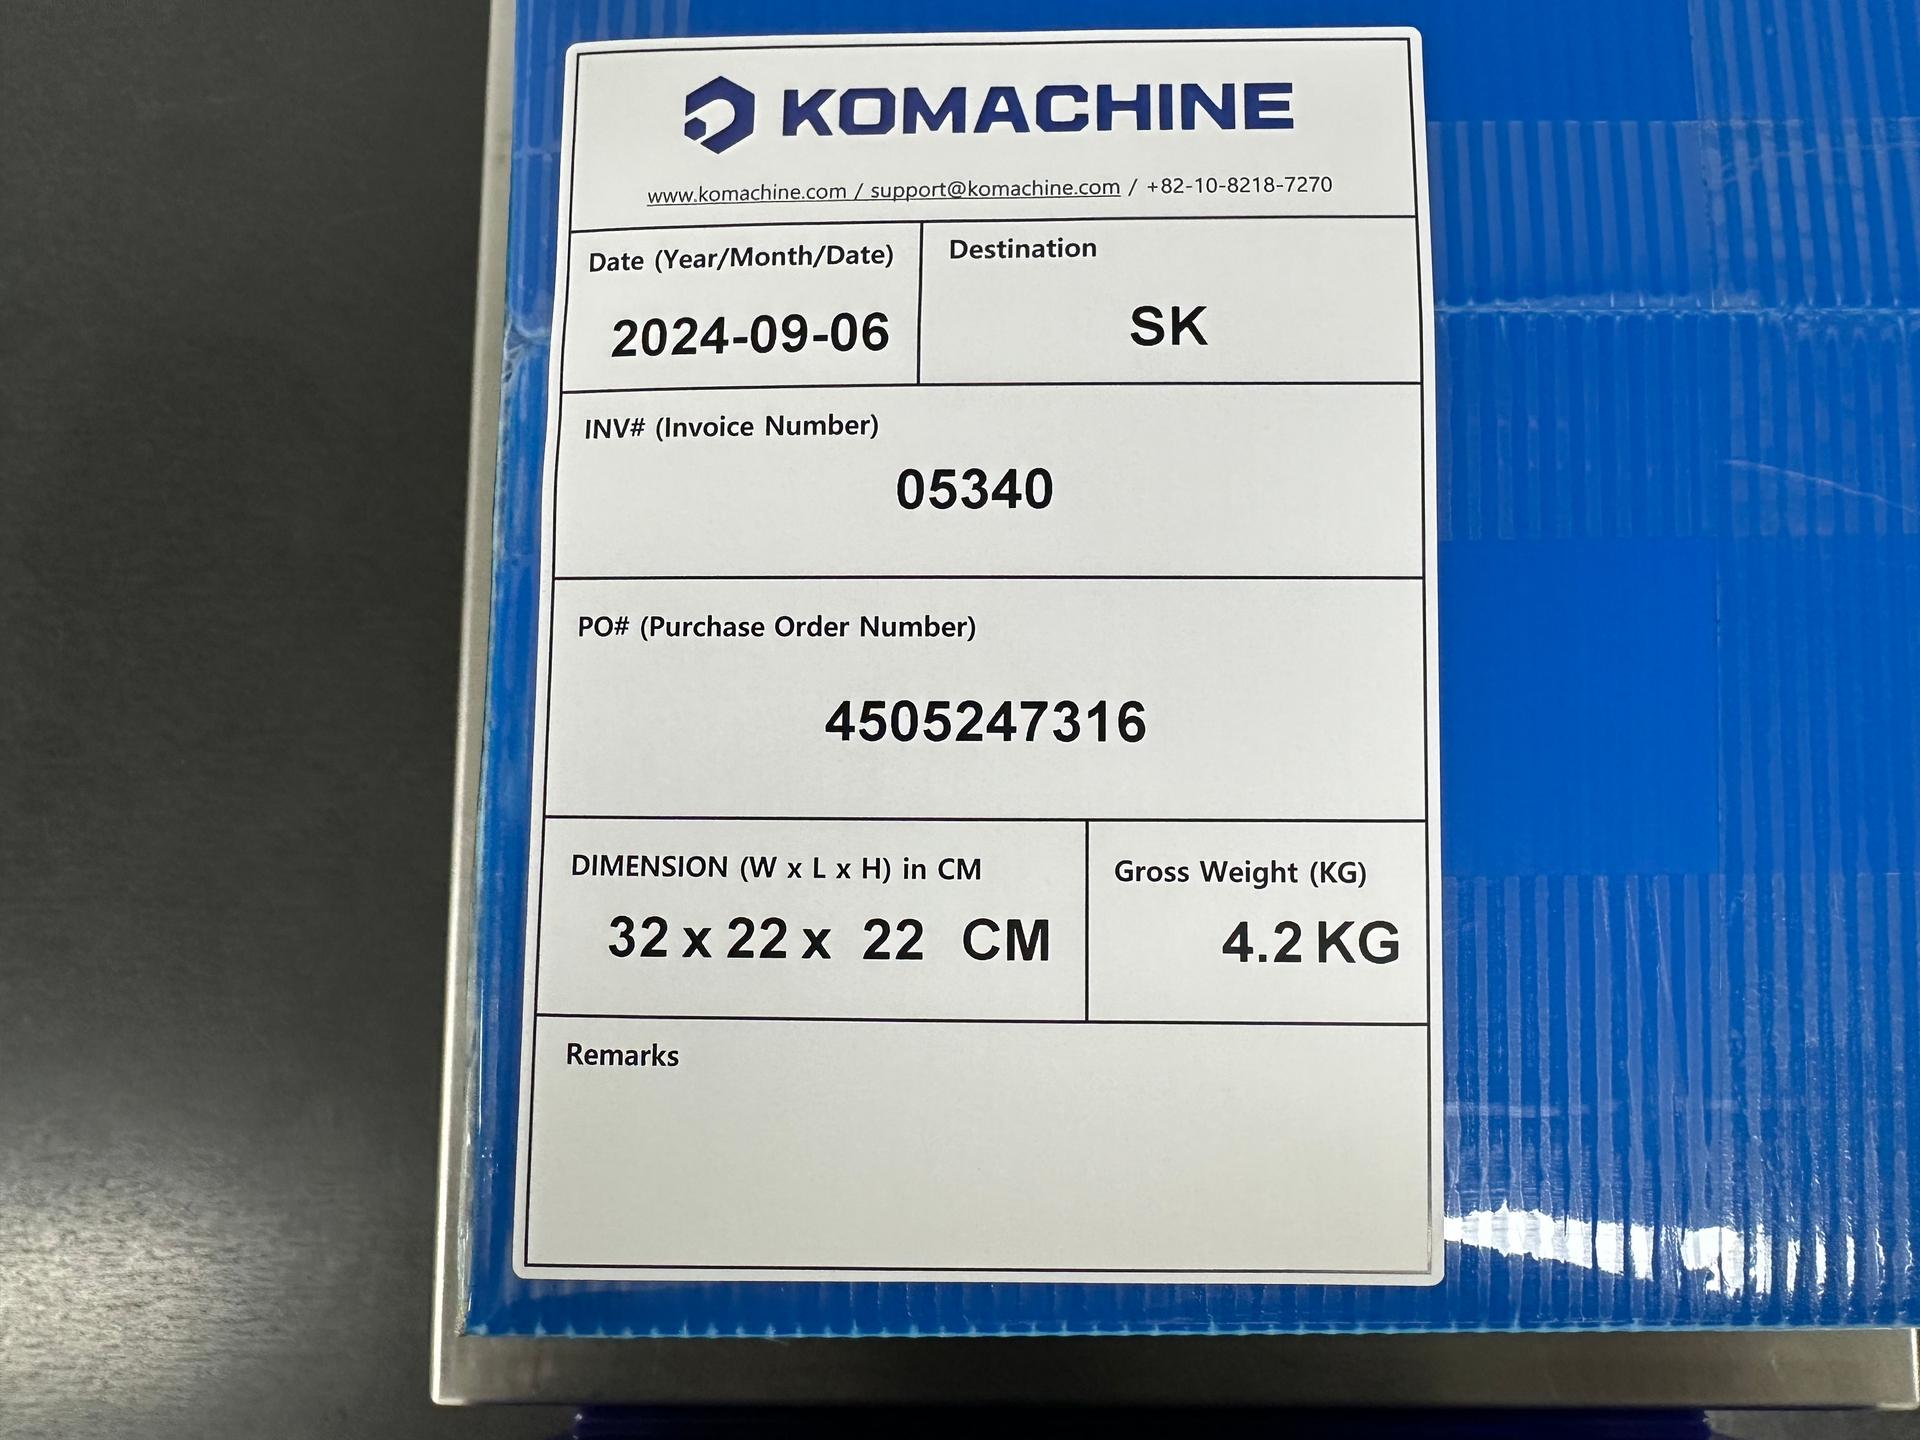 KOMACHINE
www.komachine.com / support@komachine.com / +82-10-8218-7270
Date (Year/Month/Date)
2024-09-06
Destination
SK
INV# (Invoice Number)
05340
PO# (Purchase Order Number)
4505247316
DIMENSION (W x L x H) in CM
32 x 22 x 22 CM
Gross Weight (KG)
4.2 KG
Remarks